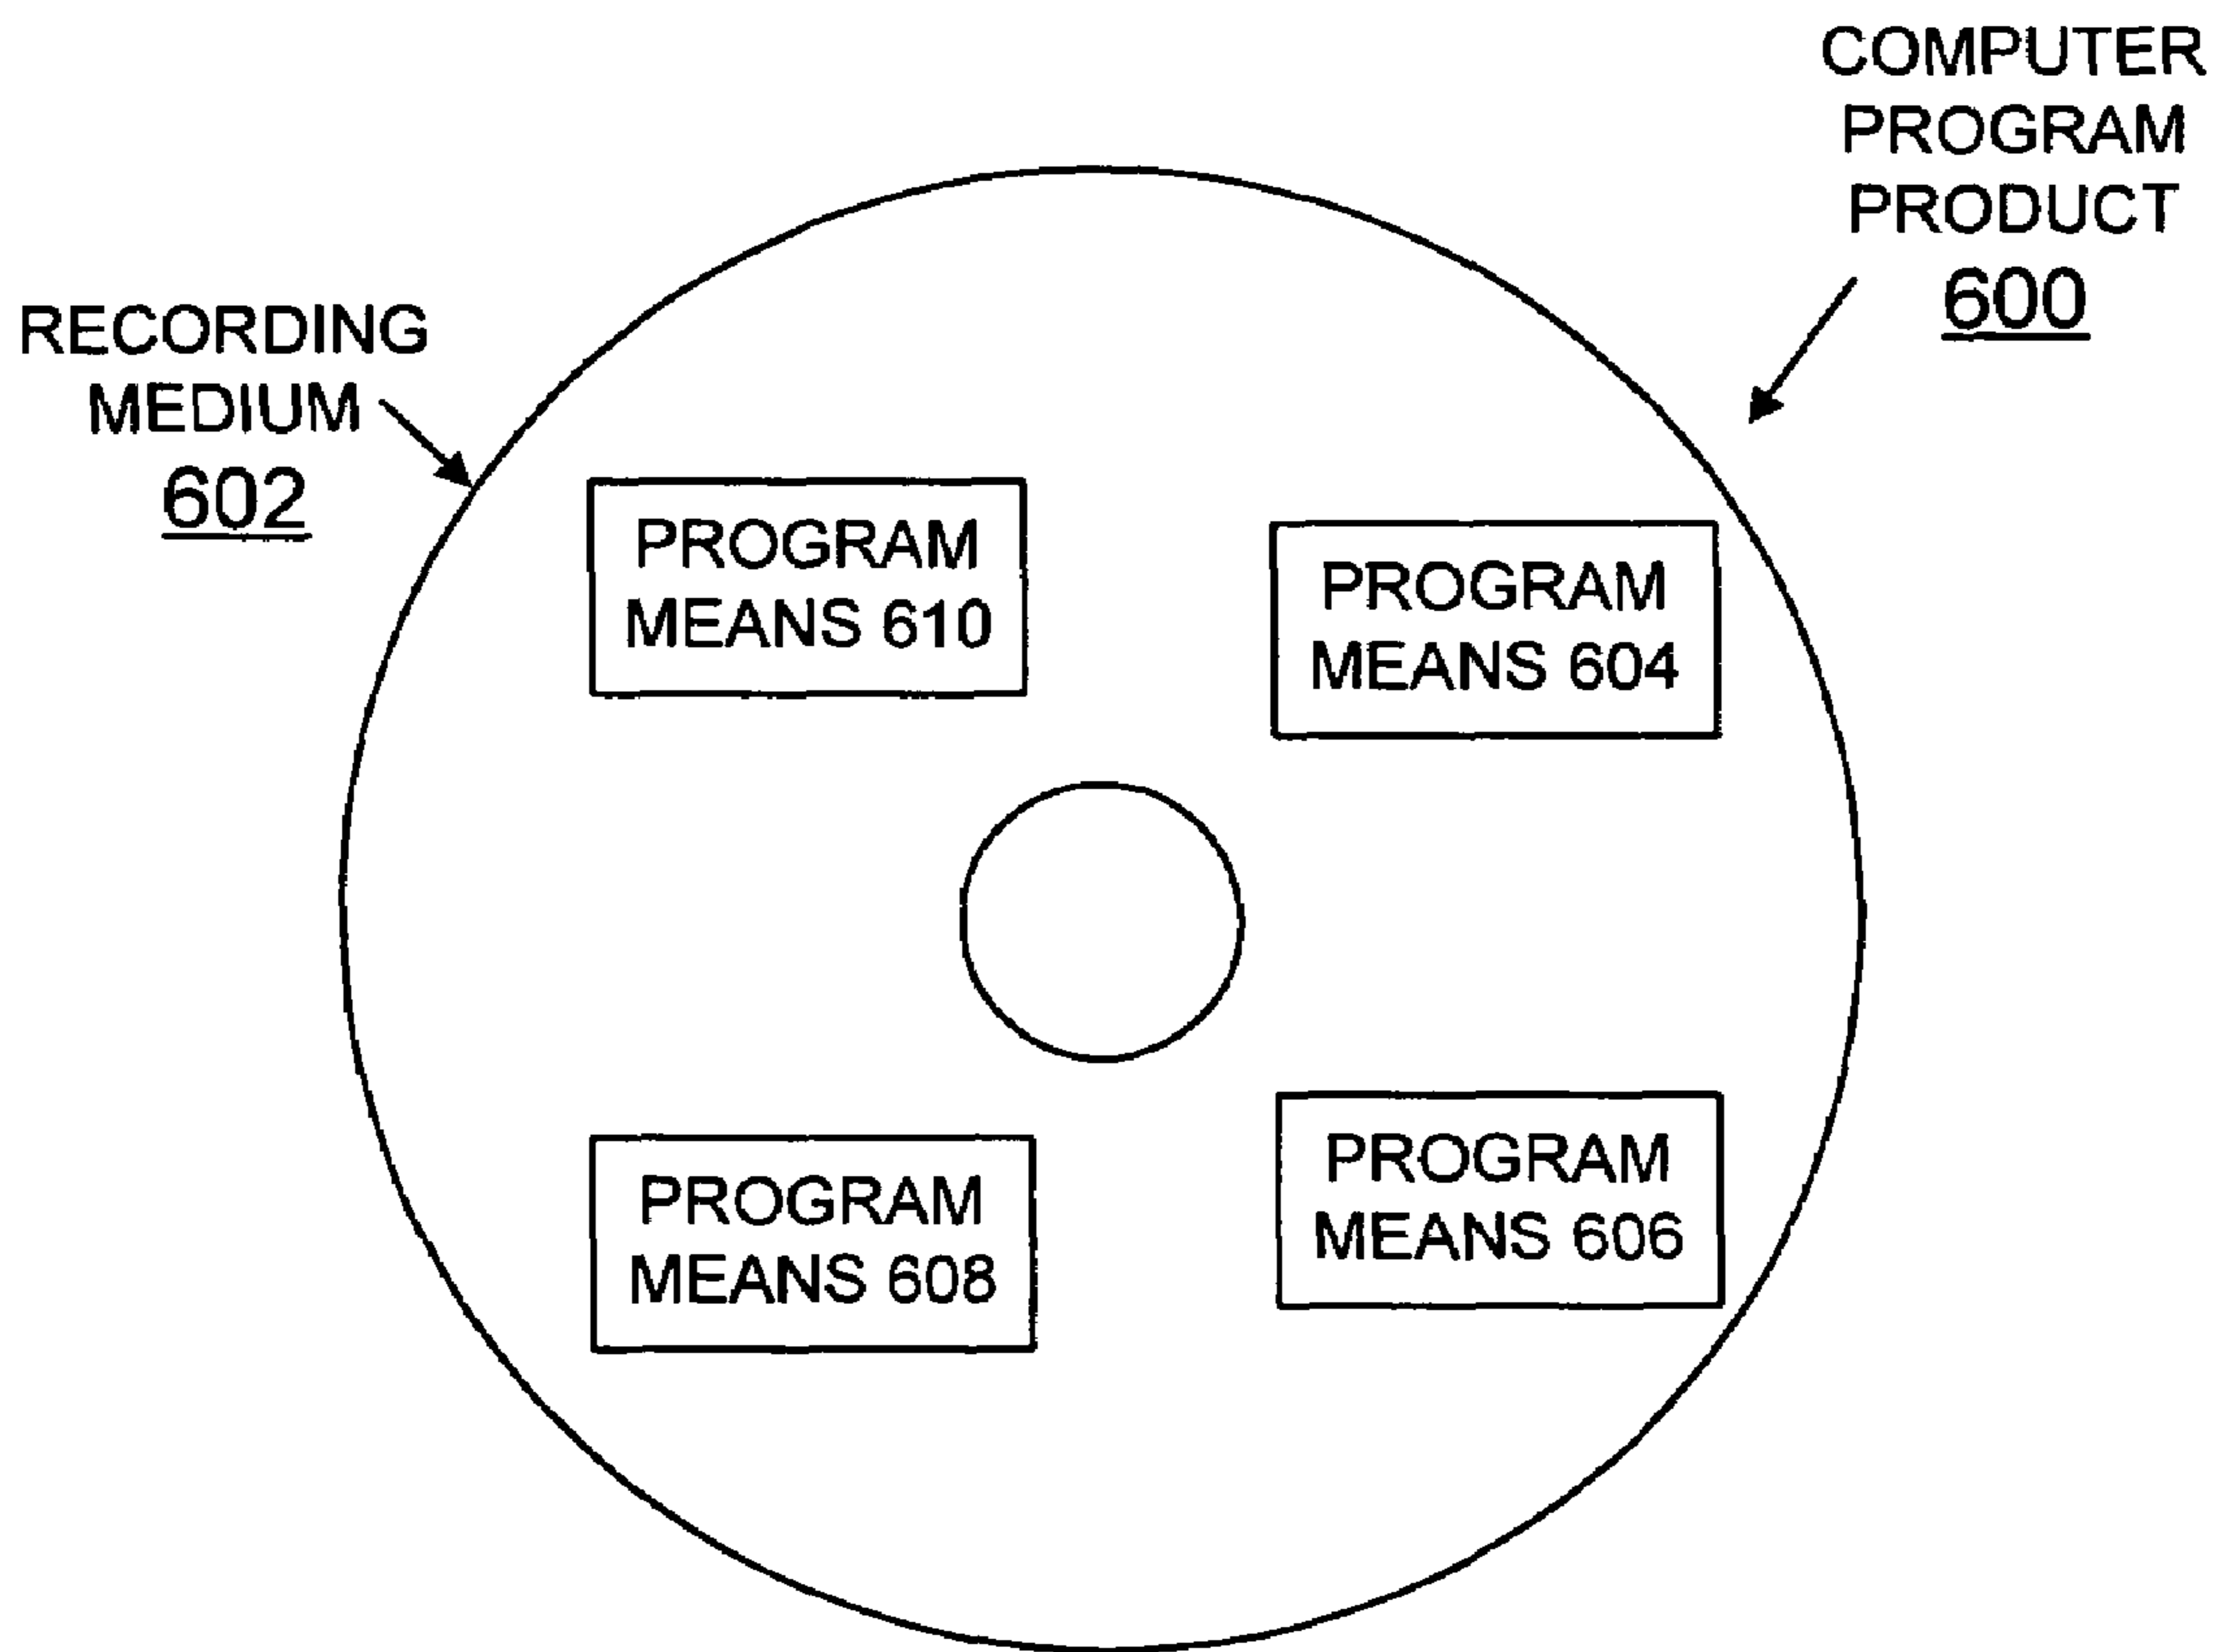 COMPUTER
PROGRAM
PRODUCT
600
RECORDING
MEDIUM
602
PROGRAM
MEANS 610
PROGRAM
MEANS 604
PROGRAM
MEANS 608
PROGRAM
MEANS 606